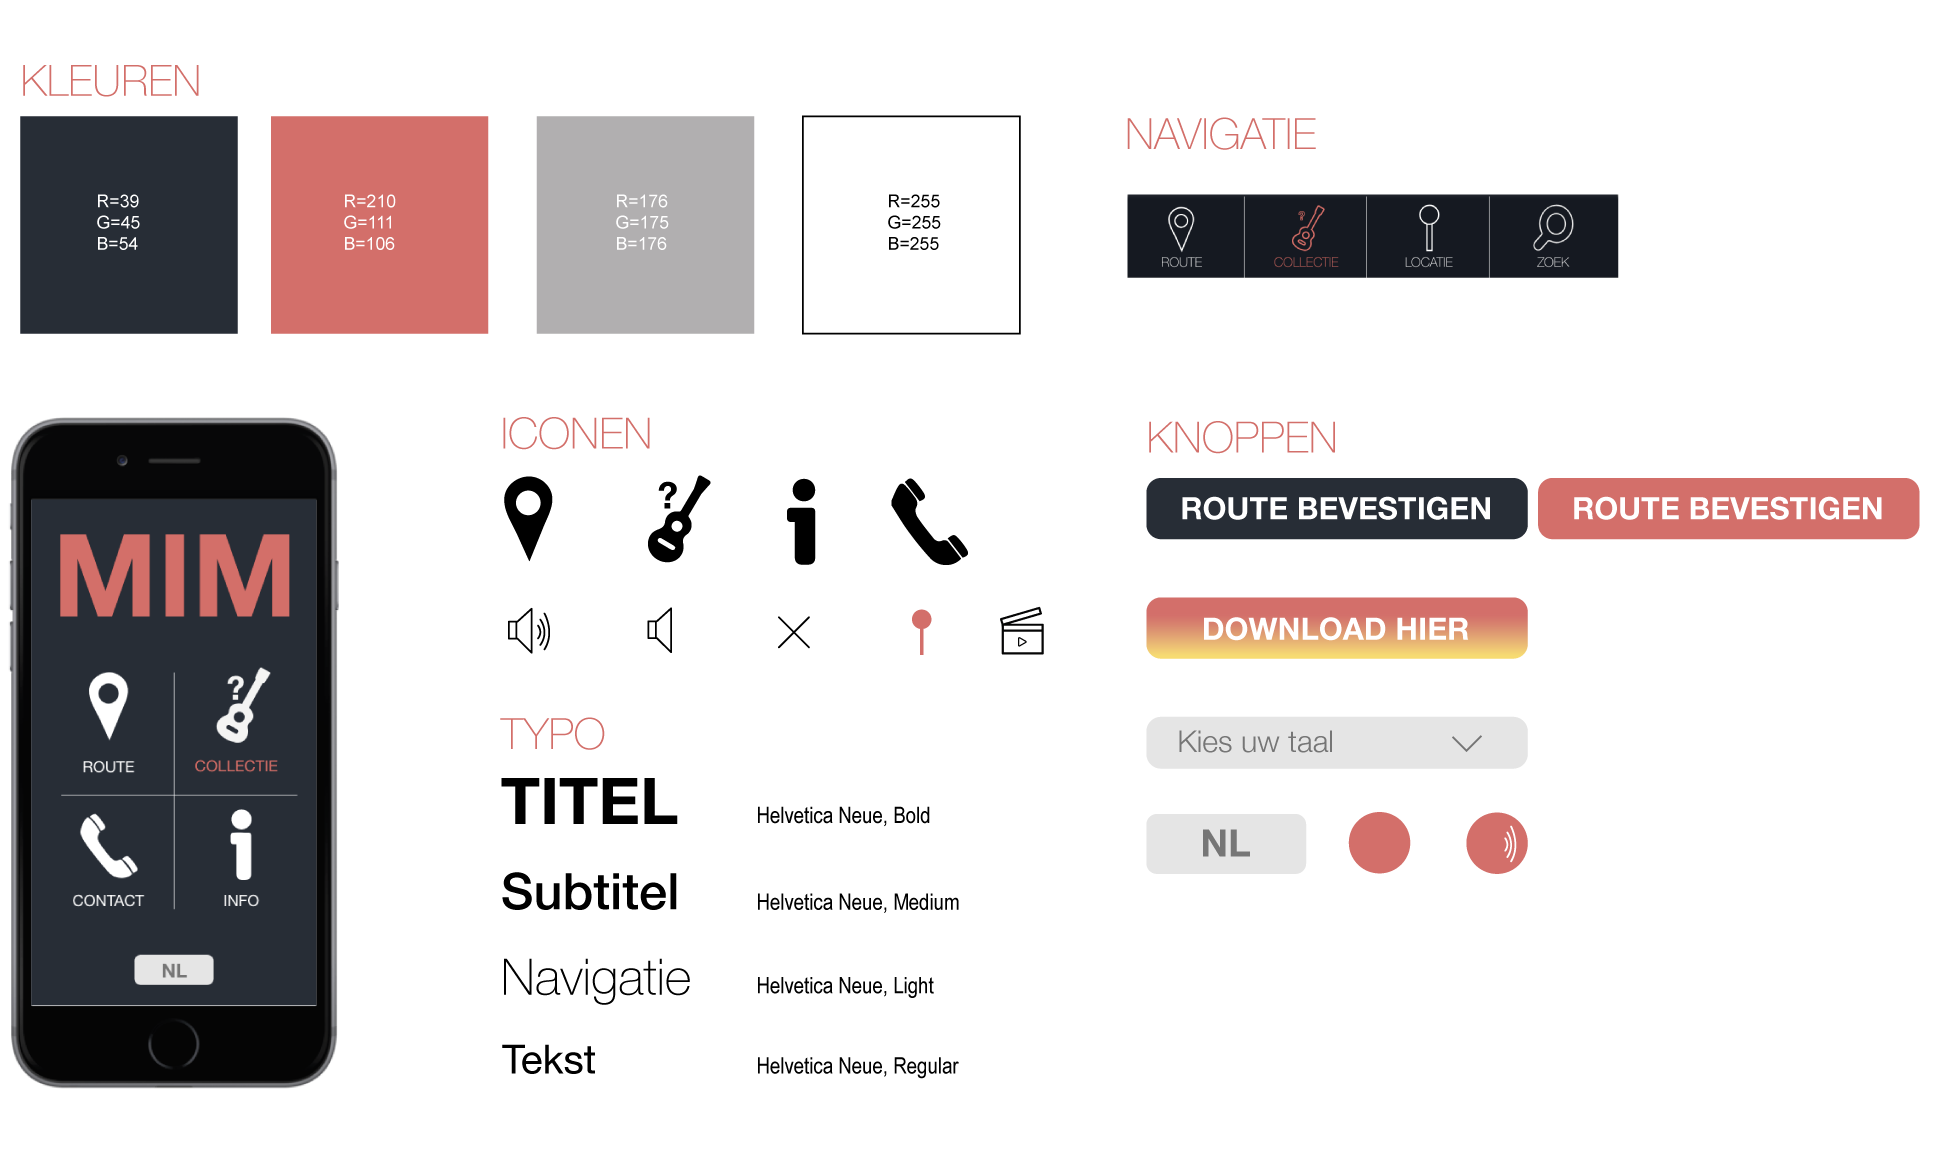 KLEUREN
R=39
G=45
B=54
R=210
G=111
B=106
R=176
G=175
B=176
R=255
G=255
B=255
NAVIGATIE
ROUTE
COLLECTIE
LOCATIE
ZOEK
MIM
?
ROUTE
COLLECTIE
CONTACT
INFO
NL
ICONEN
?
TYPO
TITEL
Helvetica Neue, Bold
Subtitel
Helvetica Neue, Medium
Navigatie
Helvetica Neue, Light
Tekst
Helvetica Neue, Regular
KNOPPEN
ROUTE BEVESTIGEN
ROUTE BEVESTIGEN
DOWNLOAD HIER
Kies uw taal
NL